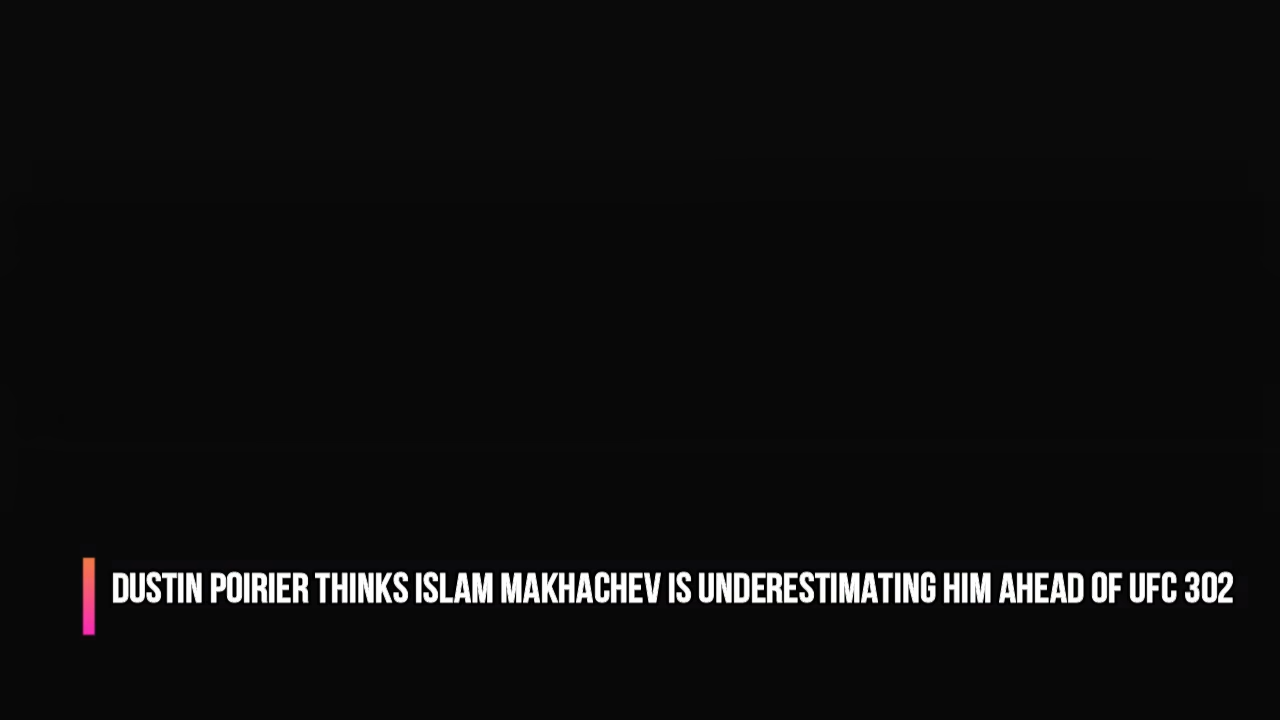 DUSTIN POIRIER THINKS ISLAM MAKHACHEV IS UNDERESTIMATING HIM AHEAD OF UFC 302